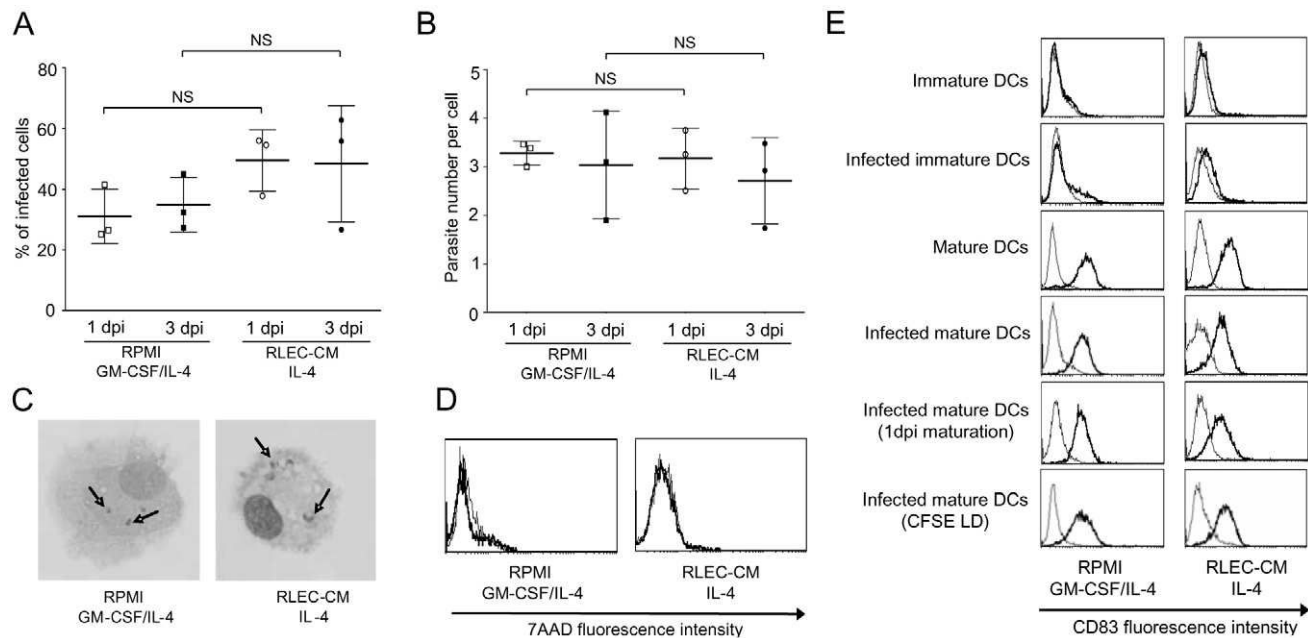 A
NS
NS
80
60
40
20
0
% of infected cells
1 dpi 3 dpi 1 dpi 3 dpi
RPMI RLEC-CM
GM-CSF/IL-4 IL-4
B
NS
NS
5
4
3
2
1
0
Parasite number per cell
1 dpi 3 dpi 1 dpi 3 dpi
RPMI RLEC-CM
GM-CSF/IL-4 IL-4
C
RPMI RLEC-CM
GM-CSF/IL-4 IL-4
D
RPMI RLEC-CM
GM-CSF/IL-4 IL-4
7AAD fluorescence intensity
E
Immature DCs
Infected immature DCs
Mature DCs
Infected mature DCs
Infected mature DCs
(1dpi maturation)
Infected mature DCs
(CFSE LD)
RPMI RLEC-CM
GM-CSF/IL-4 IL-4
CD83 fluorescence intensity